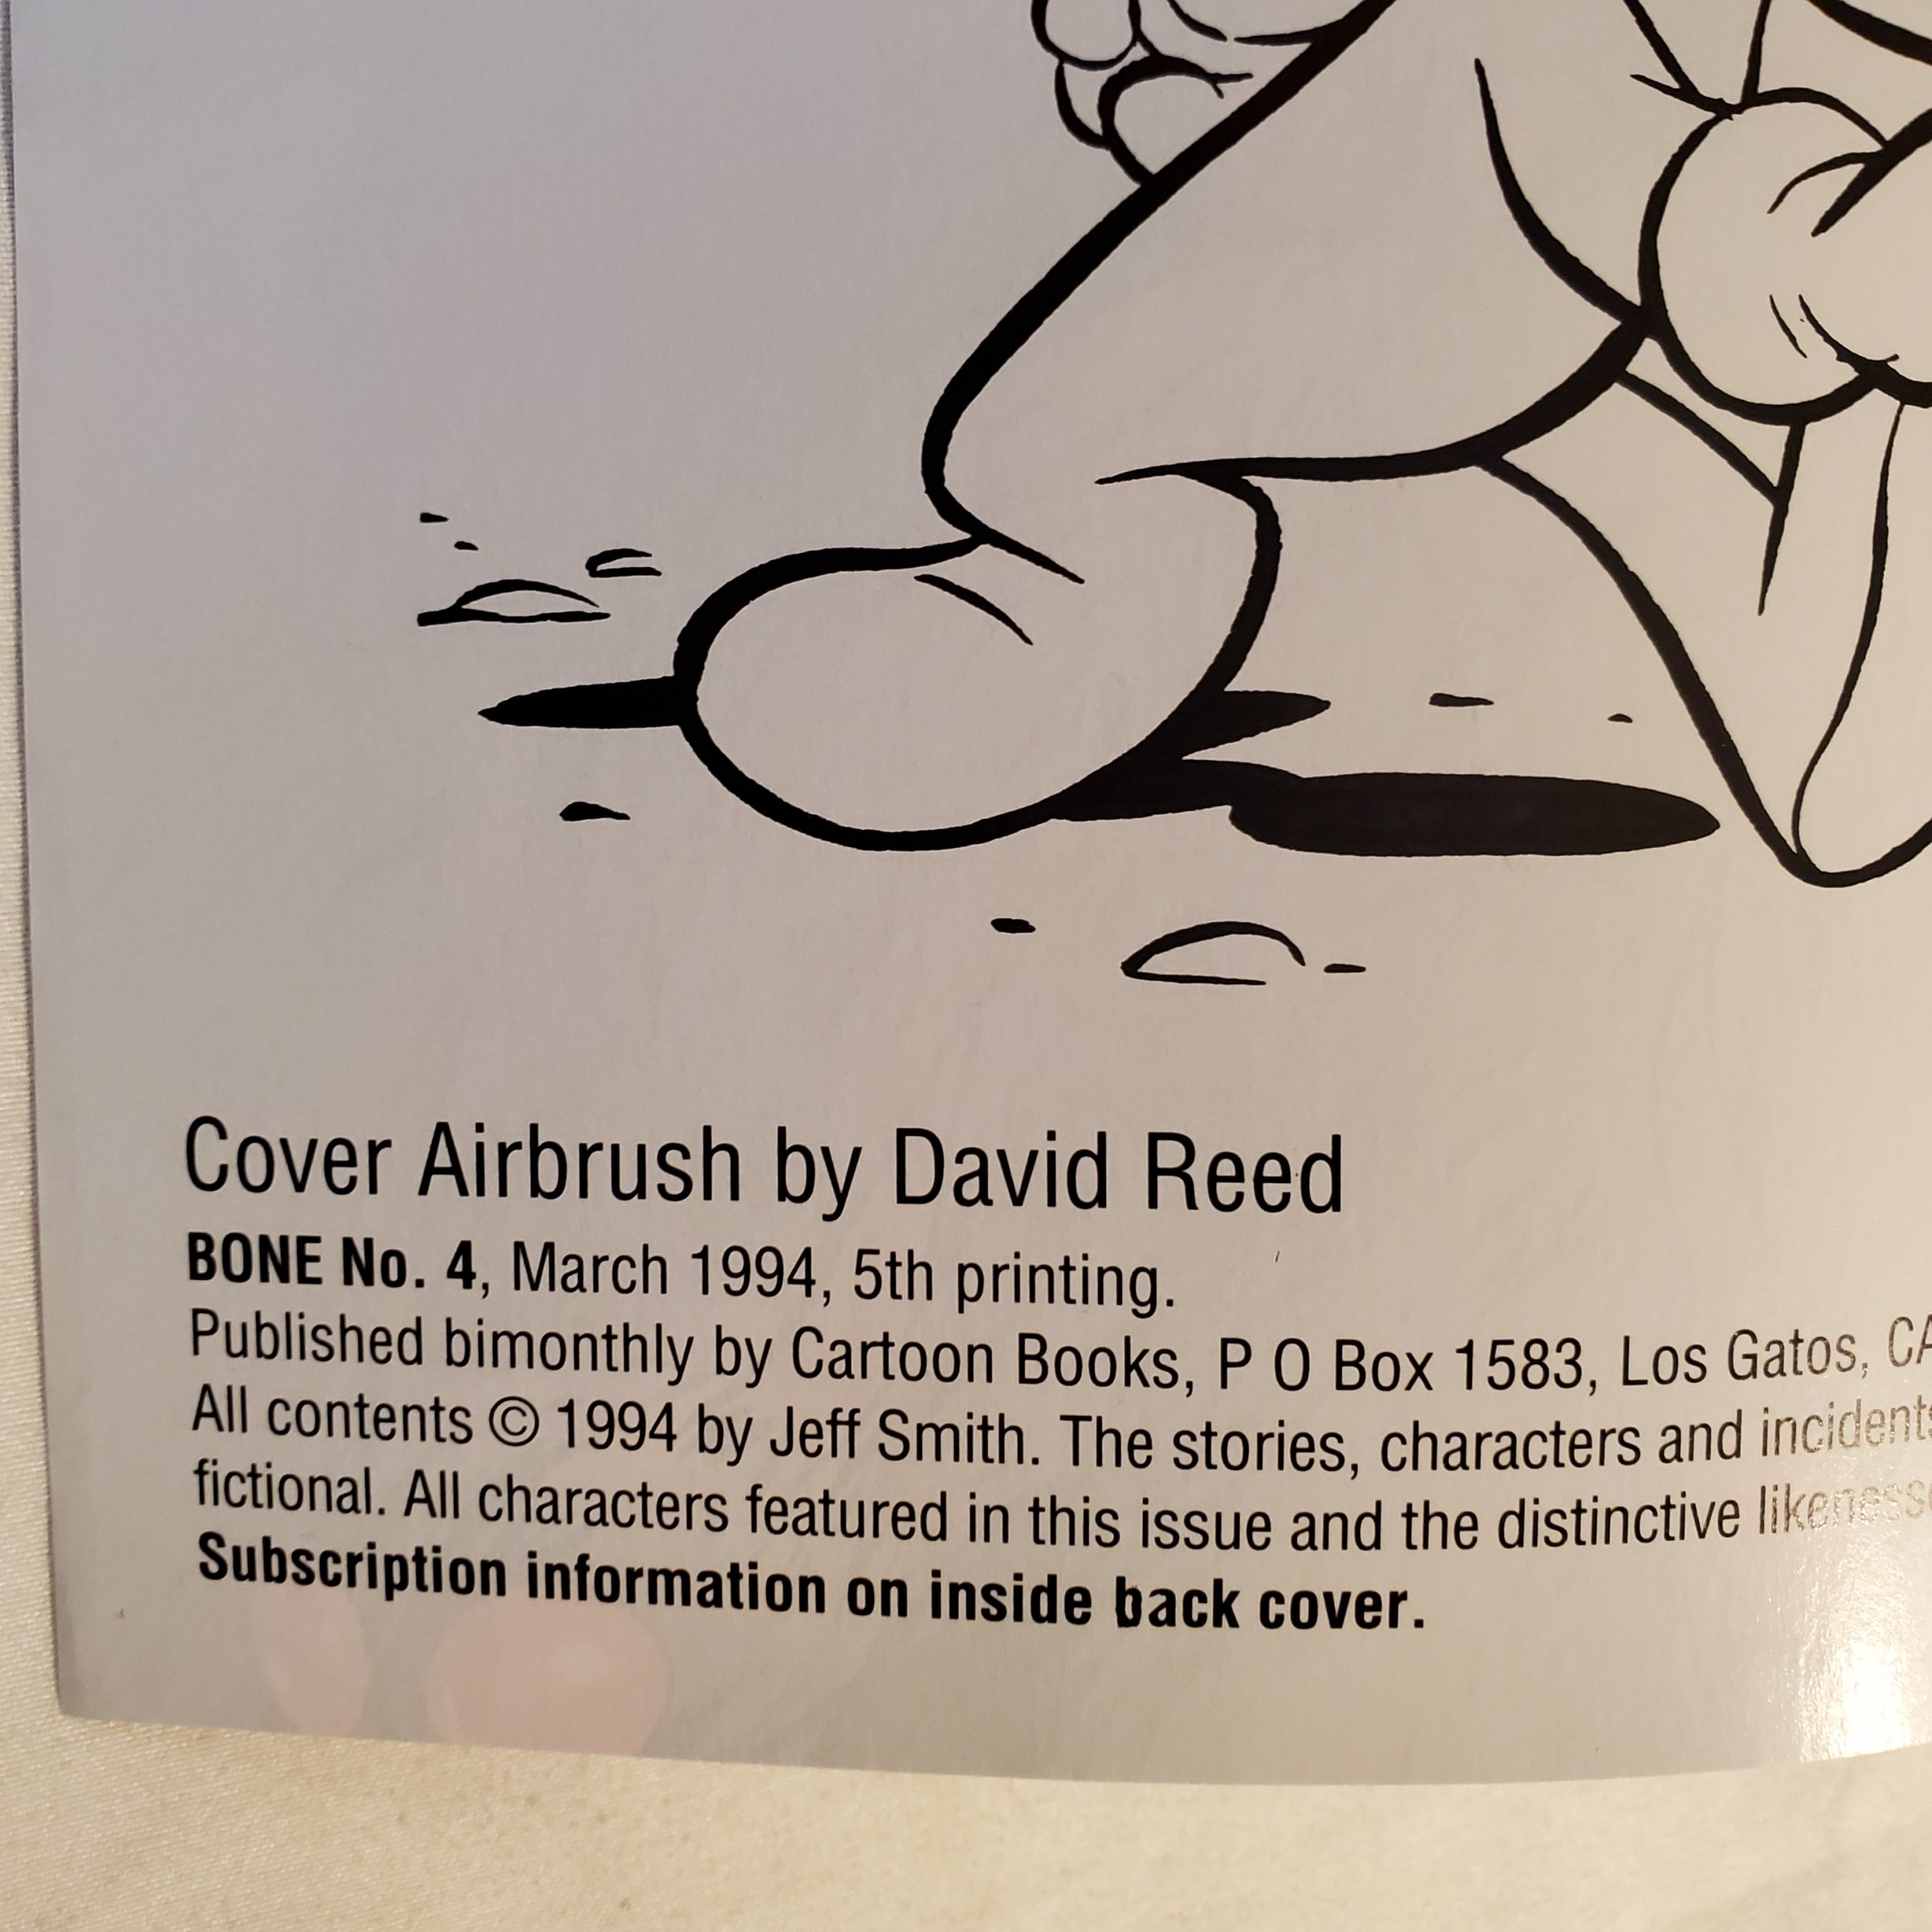 Cover Airbrush by David Reed
BONE No. 4, March 1994, 5th printing.
Published bimonthly by Cartoon Books, P O Box 1583, Los Gatos, CA
All contents © 1994 by Jeff Smith. The stories, characters and incidents
fictional. All characters featured in this issue and the distinctive
Subscription information on inside back cover.